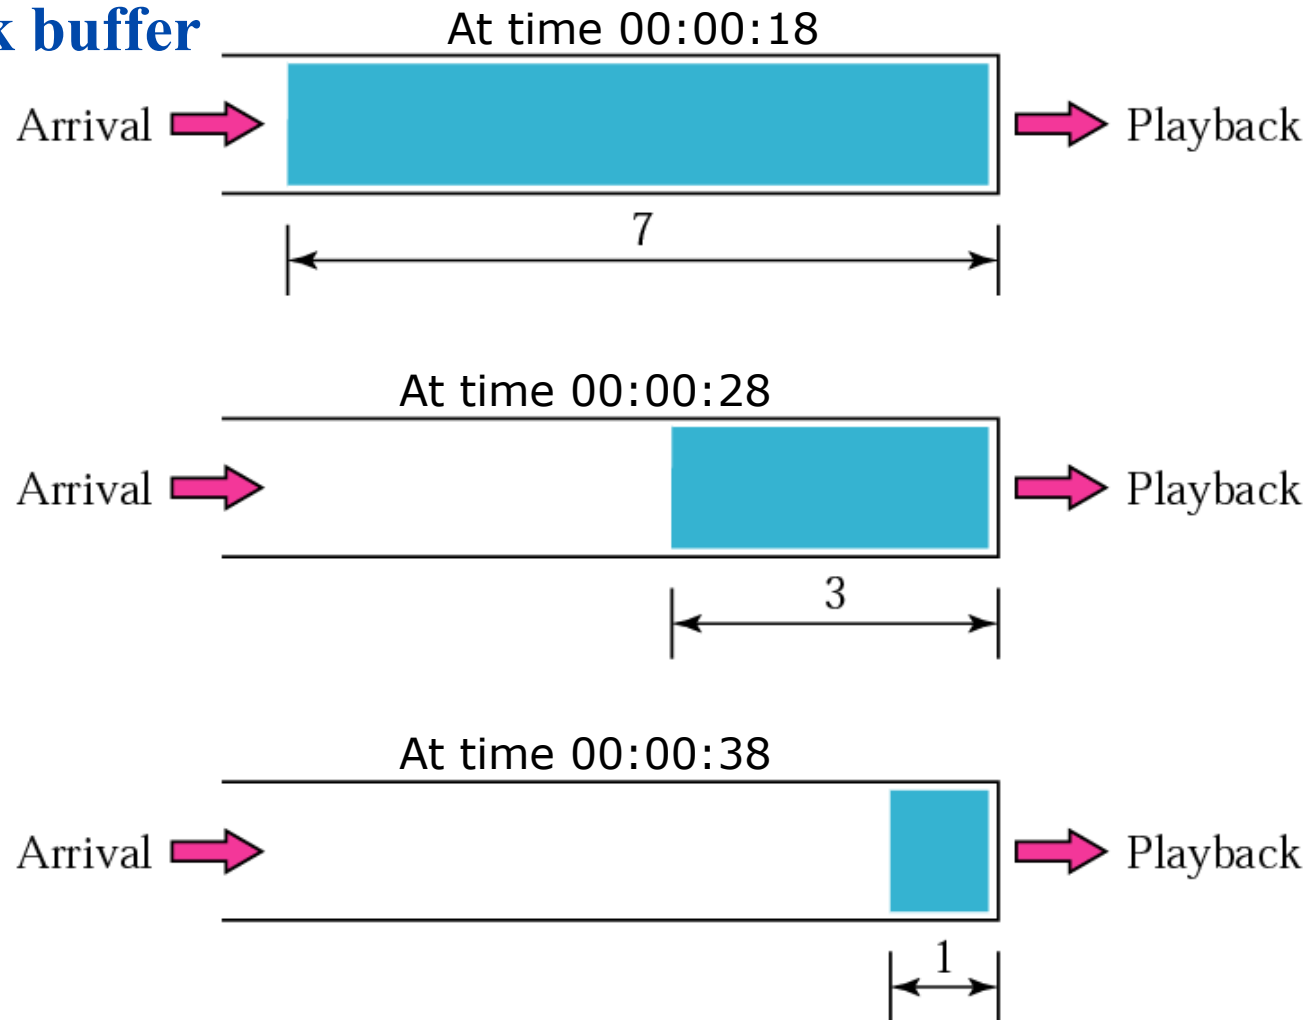 k buffer
At time 00:00:18
Arrival
Playback
7
At time 00:00:28
Arrival
Playback
3
At time 00:00:38
Arrival
Playback
1